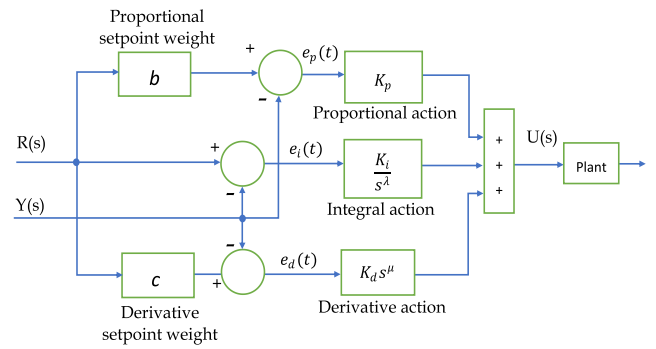 Proportional
setpoint weight
+
e_p(t)
b
K_p
-
Proportional action
R(s)
+
e_i(t)
K_i
s^λ
+
+
+
U(s)
Plant
Y(s)
-
Integral action
-
e_d(t)
c
+
K_d s^μ
Derivative
setpoint weight
Derivative action